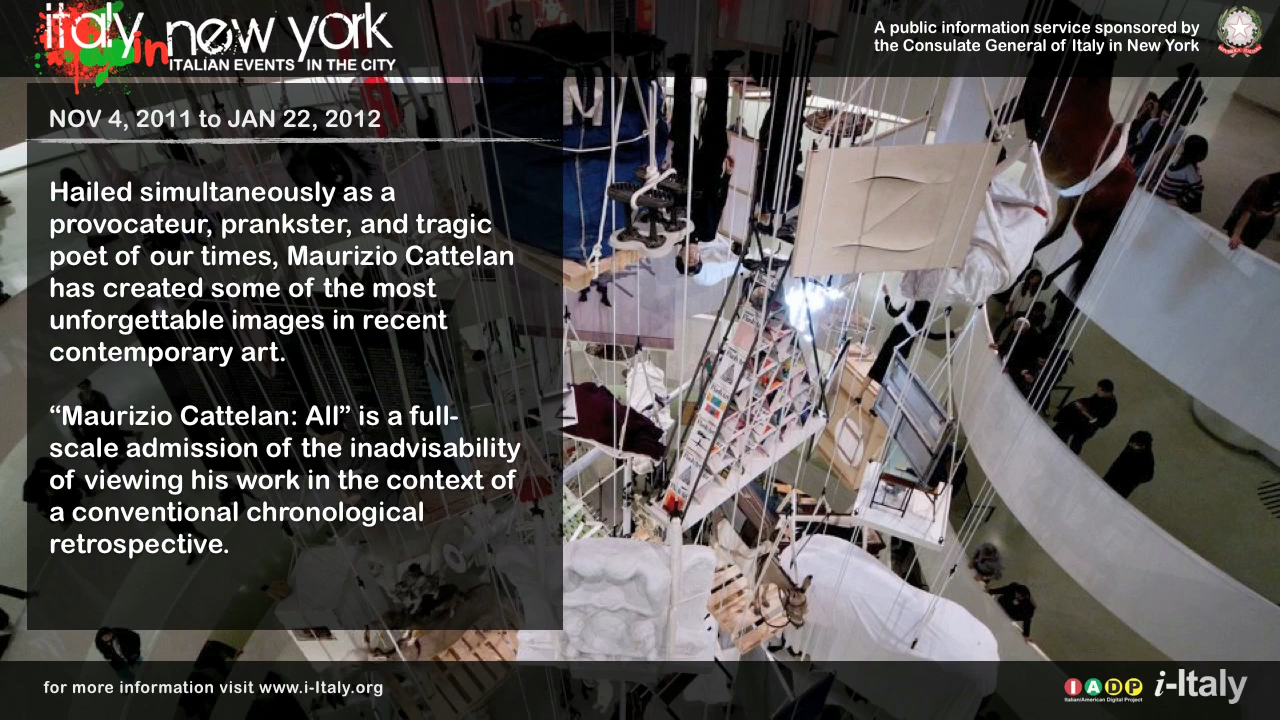 italy in new york
ITALIAN EVENTS IN THE CITY
A public information service sponsored by
the Consulate General of Italy in New York
NOV 4, 2011 to JAN 22, 2012
Hailed simultaneously as a
provocateur, prankster, and tragic
poet of our times, Maurizio Cattelan
has created some of the most
unforgettable images in recent
contemporary art.
“Maurizio Cattelan: All” is a full-
scale admission of the inadvisability
of viewing his work in the context of
a conventional chronological
retrospective.
for more information visit www.i-Italy.org
IADP
Italian/American Digital Project
i-Italy